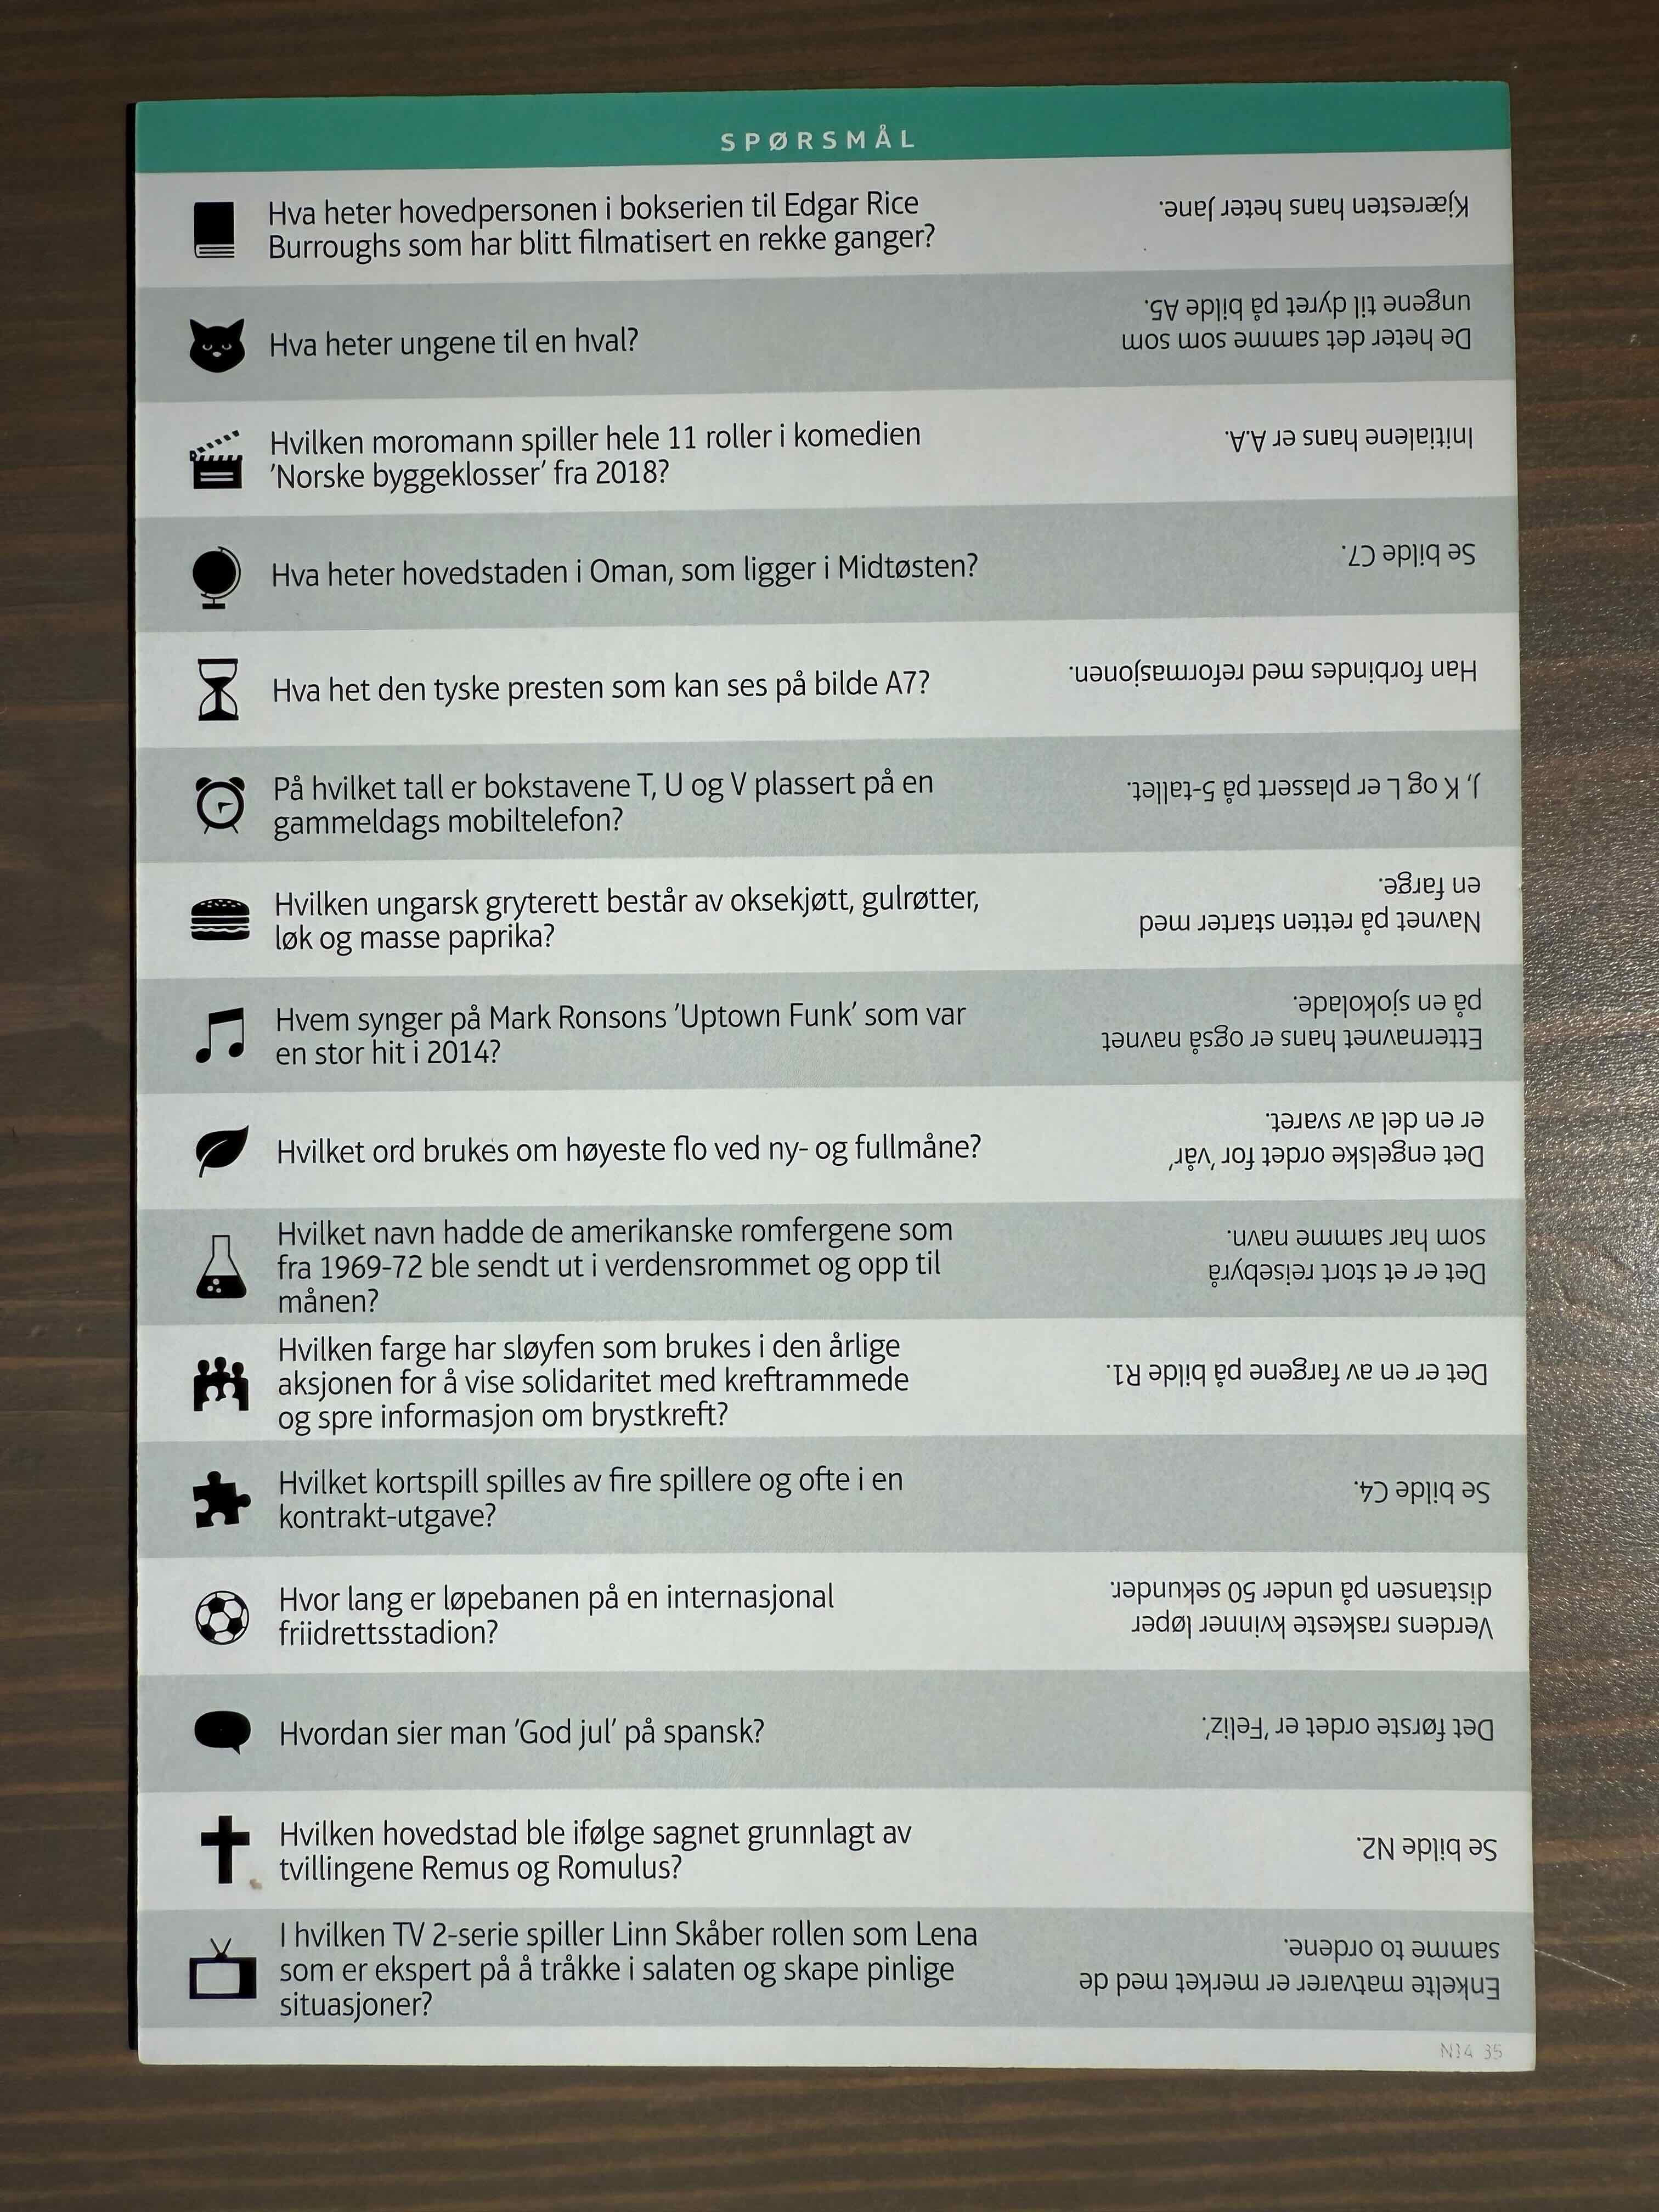 SPØRSMÅL
Hva heter hovedpersonen i bokserien til Edgar Rice
Burroughs som har blitt filmatisert en rekke ganger?
Kjæresten hans heter Jane.
Hva heter ungene til en hval?
De heter det samme som som
ungene til dyret på bilde A5.
Hvilken moromann spiller hele 11 roller i komedien
'Norske byggeklosser' fra 2018?
Initialene hans er A.A.
Hva heter hovedstaden i Oman, som ligger i Midtøsten?
Se bilde C7.
Hva het den tyske presten som kan ses på bilde A7?
Han forbindes med reformasjonen.
På hvilket tall er bokstavene T, U og V plassert på en
gammeldags mobiltelefon?
J, K og L er plassert på 5-tallet.
Hvilken ungarsk gryterett består av oksekjøtt, gulrøtter,
løk og masse paprika?
Navnet på retten starter med
en farge.
Hvem synger på Mark Ronsons 'Uptown Funk' som var
en stor hit i 2014?
Etternavnet hans er også navnet
på en sjokolade.
Hvilket ord brukes om høyeste flo ved ny- og fullmåne?
Det engelske ordet for 'vår'
er en del av svaret.
Hvilket navn hadde de amerikanske romfergene som
fra 1969-72 ble sendt ut i verdensrommet og opp til
månen?
Det er et stort reisebyrå
som har samme navn.
Hvilken farge har sløyfen som brukes i den årlige
aksjonen for å vise solidaritet med kreftrammede
og spre informasjon om brystkreft?
Det er en av fargene på bilde R1.
Hvilket kortspill spilles av fire spillere og ofte i en
kontrakt-utgave?
Se bilde C4.
Hvor lang er løpebanen på en internasjonal
friidrettsstadion?
Verdens raskeste kvinner løper
distansen på under 50 sekunder.
Hvordan sier man 'God jul' på spansk?
Det første ordet er 'Feliz'.
Hvilken hovedstad ble ifølge sagnet grunnlagt av
tvillingene Remus og Romulus?
Se bilde N2.
I hvilken TV 2-serie spiller Linn Skåber rollen som Lena
som er ekspert på å tråkke i salaten og skape pinlige
situasjoner?
Enkelte matvarer er merket med de
samme to ordene.
N14 35